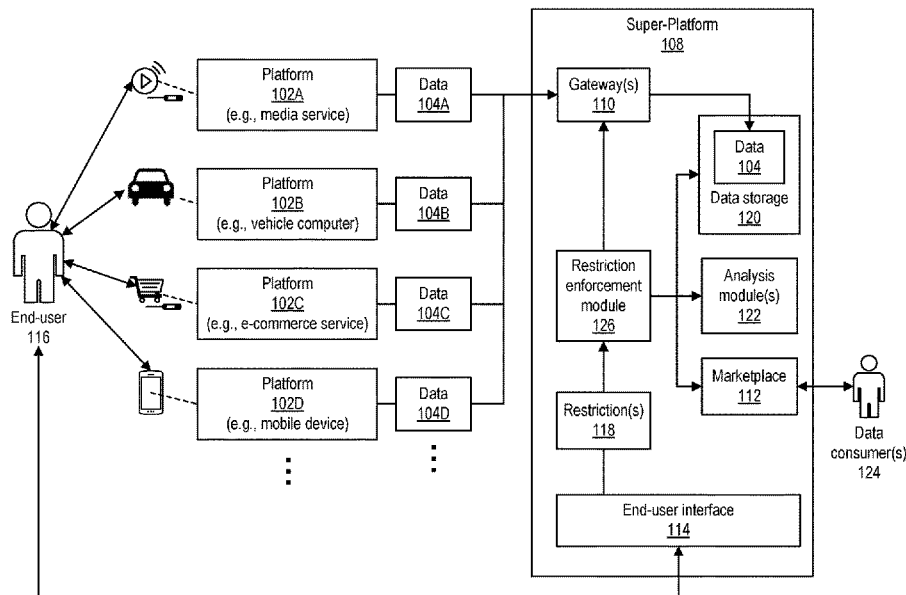 Super-Platform
108
Platform
102A
(e.g., media service)
Data
104A
Gateway(s)
110
Data
104
Data storage
120
Platform
102B
(e.g., vehicle computer)
Data
104B
End-user
116
Platform
102C
(e.g., e-commerce service)
Data
104C
Restriction
enforcement
module
126
Analysis
module(s)
122
Platform
102D
(e.g., mobile device)
Data
104D
Restriction(s)
118
Marketplace
112
Data
consumer(s)
124
End-user interface
114